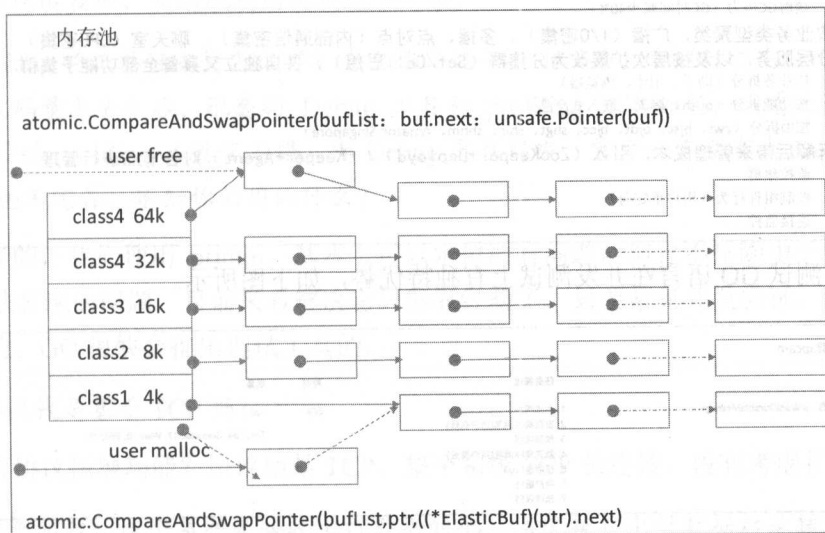 内存池
atomic.CompareAndSwapPointer(bufList： buf.next： unsafe.Pointer(buf))
user free
class4 64k
class4 32k
class3 16k
class2 8k
class1 4k
user malloc
atomic.CompareAndSwapPointer(bufList,ptr,((*ElasticBuf)(ptr).next)